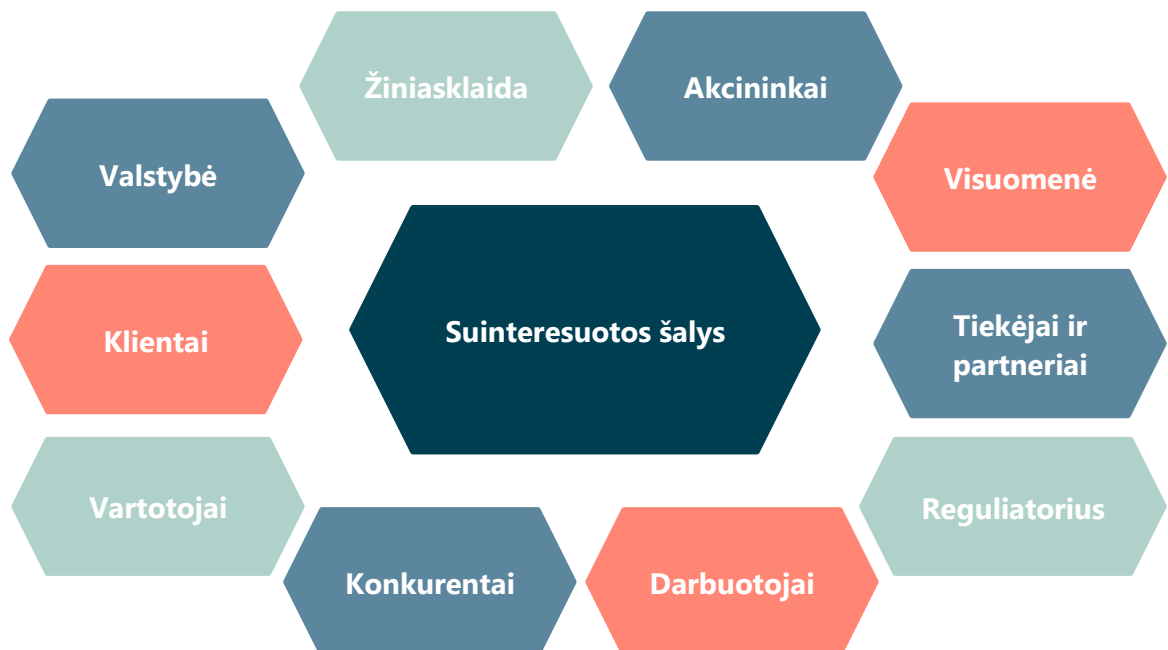 Žiniasklaida
Akcininkai
Valstybė
Visuomenė
Suinteresuotos šalys
Klientai
Tiekėjai ir
partneriai
Vartotojai
Reguliatorius
Konkurentai
Darbuotojai